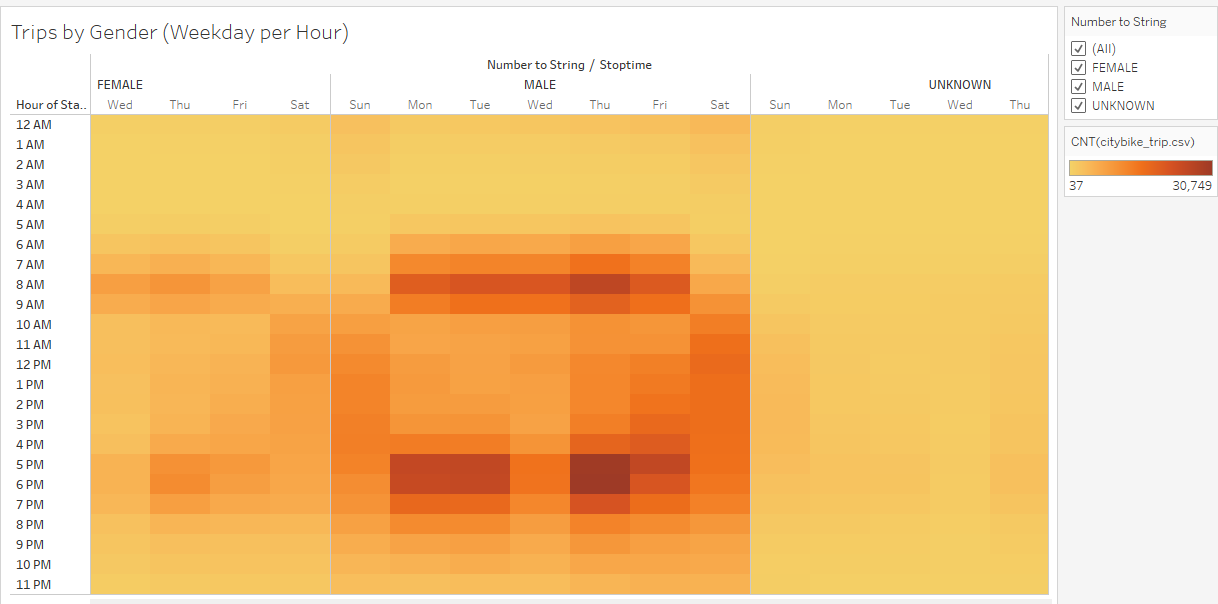 Trips by Gender (Weekday per Hour)
Number to String / Stoptime
FEMALE MALE UNKNOWN
Hour of Sta.. Wed Thu Fri Sat Sun Mon Tue Wed Thu Fri Sat Sun Mon Tue Wed Thu
12 AM
1 AM
2 AM
3 AM
4 AM
5 AM
6 AM
7 AM
8 AM
9 AM
10 AM
11 AM
12 PM
1 PM
2 PM
3 PM
4 PM
5 PM
6 PM
7 PM
8 PM
9 PM
10 PM
11 PM
Number to String
(All)
FEMALE
MALE
UNKNOWN
CNT(citybike_trip.csv)
37 30,749